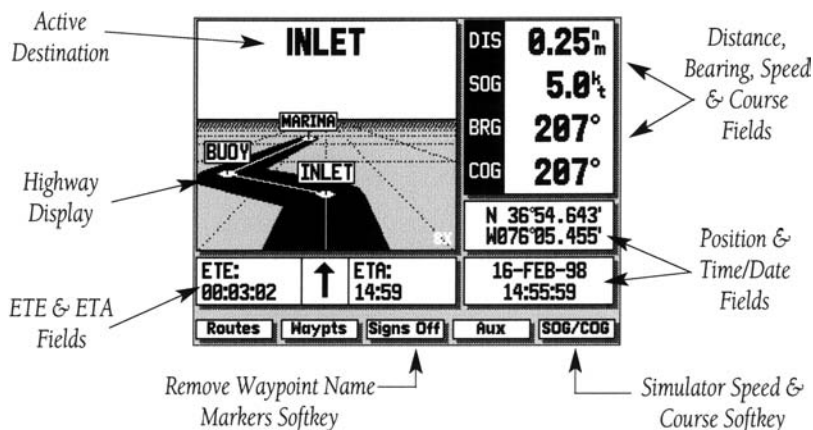 Active
Destination
INLET
DIS 0.25nm
SOG 5.0kt
BRG 207°
COG 207°
Distance,
Bearing, Speed
& Course
Fields
MARINA
BUOY
INLET
Highway
Display
N 36°54.643'
W076°05.455'
Position &
Time/Date
Fields
ETE:
00:03:02
ETA:
14:59
16-FEB-98
14:55:59
ETE & ETA
Fields
Routes Waypts Signs Off Aux SOG/COG
Remove Waypoint Name
Markers Softkey
Simulator Speed &
Course Softkey